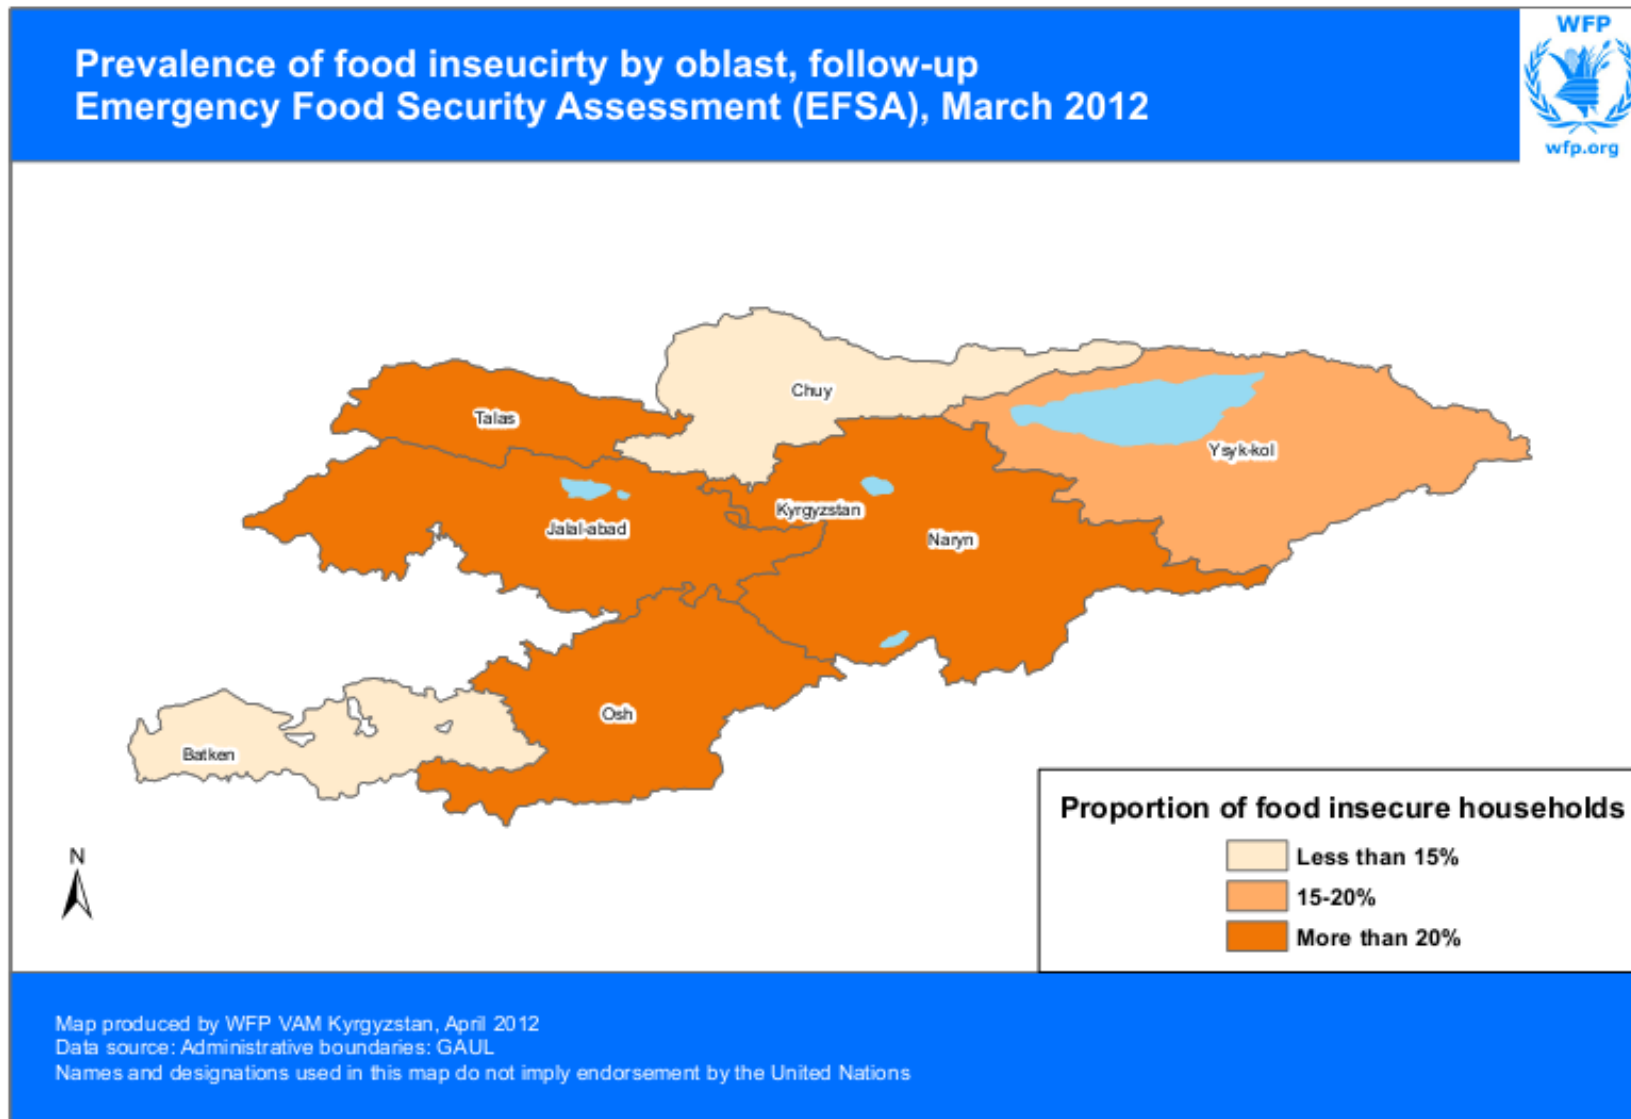 Prevalence of food inseucirty by oblast, follow-up
Emergency Food Security Assessment (EFSA), March 2012
WFP
wfp.org
Chuy
Talas
Ysyk-kol
Kyrgyzstan
Jalal-abad
Naryn
Osh
Batken
Proportion of food insecure households
Less than 15%
15-20%
More than 20%
N
Map produced by WFP VAM Kyrgyzstan, April 2012
Data source: Administrative boundaries: GAUL
Names and designations used in this map do not imply endorsement by the United Nations